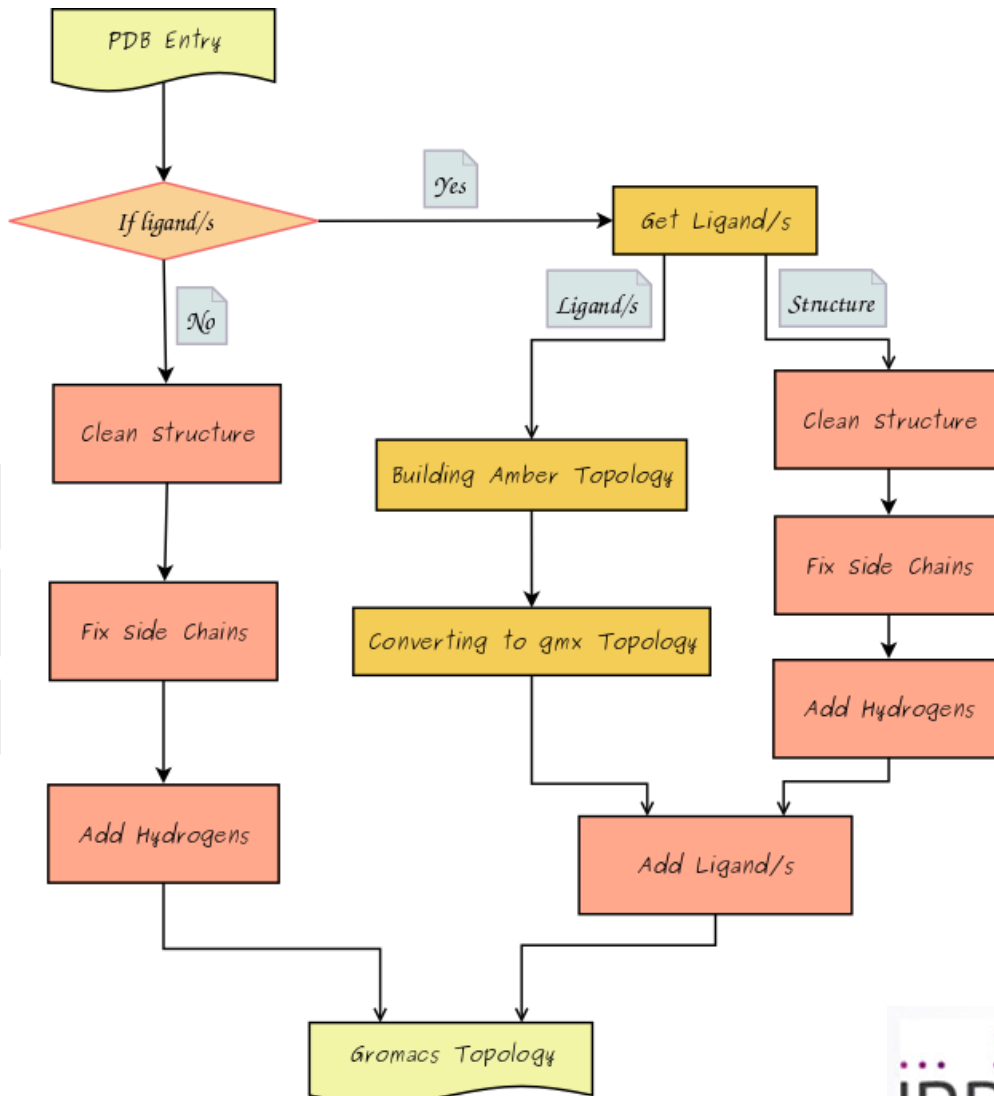 PDB Entry
If ligand/s
Yes
No
Get Ligand/s
Ligand/s
Structure
Clean Structure
Fix Side Chains
Add Hydrogens
Building Amber Topology
Converting to gmx Topology
Clean Structure
Fix Side Chains
Add Hydrogens
Add Ligand/s
Gromacs Topology